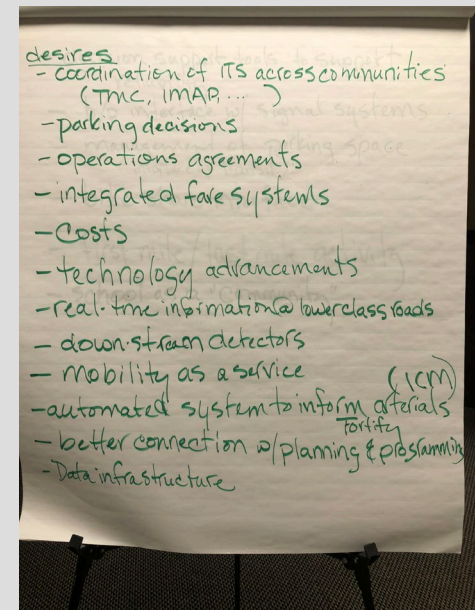 desires
- coordination of ITS across communities
(TMC, IMAP, ... )
- parking decisions
- operations agreements
- integrated fare systems
- Costs
- technology advancements
- real-time information @ lower class roads
- down-stream detectors
- mobility as a service
(ICM)
- automated system to inform arterials
Fortify
- better connection w/ planning & programming
- Data infrastructure